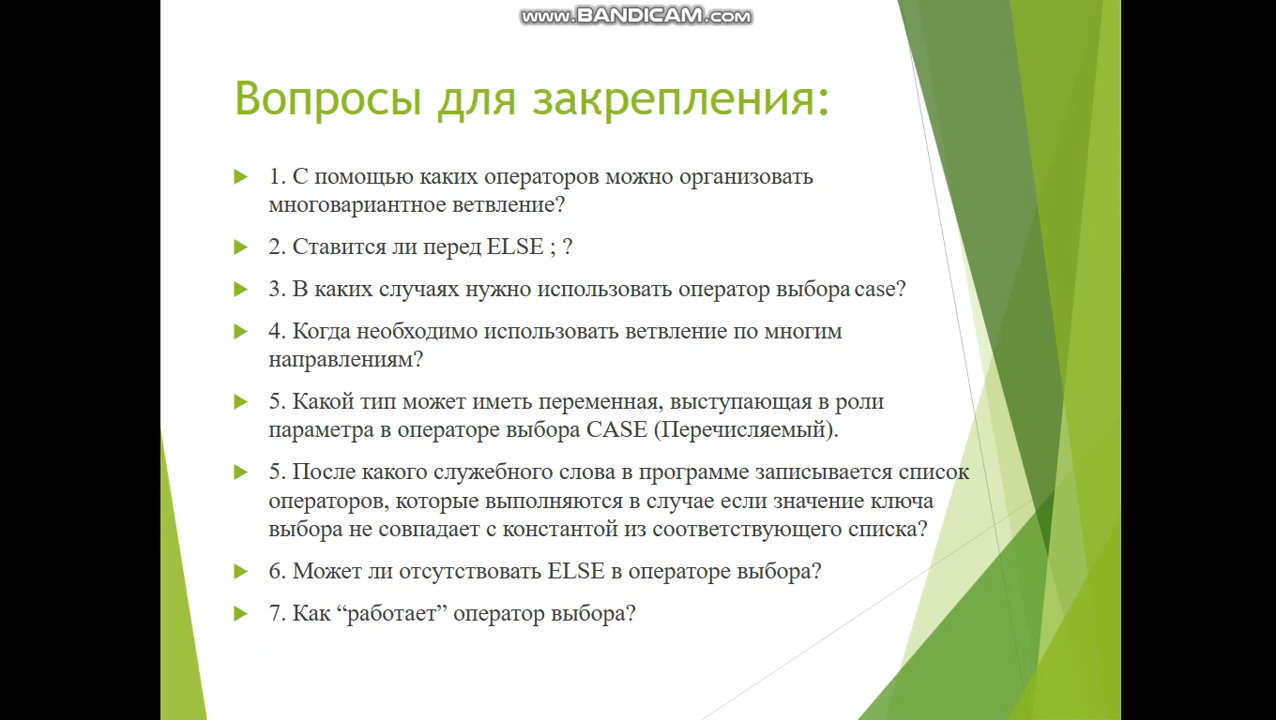 www.BANDICAM.com
Вопросы для закрепления:
1. С помощью каких операторов можно организовать
многовариантное ветвление?
2. Ставится ли перед ELSE ; ?
3. В каких случаях нужно использовать оператор выбора case?
4. Когда необходимо использовать ветвление по многим
направлениям?
5. Какой тип может иметь переменная, выступающая в роли
параметра в операторе выбора CASE (Перечисляемый).
5. После какого служебного слова в программе записывается список
операторов, которые выполняются в случае если значение ключа
выбора не совпадает с константой из соответствующего списка?
6. Может ли отсутствовать ELSE в операторе выбора?
7. Как “работает” оператор выбора?